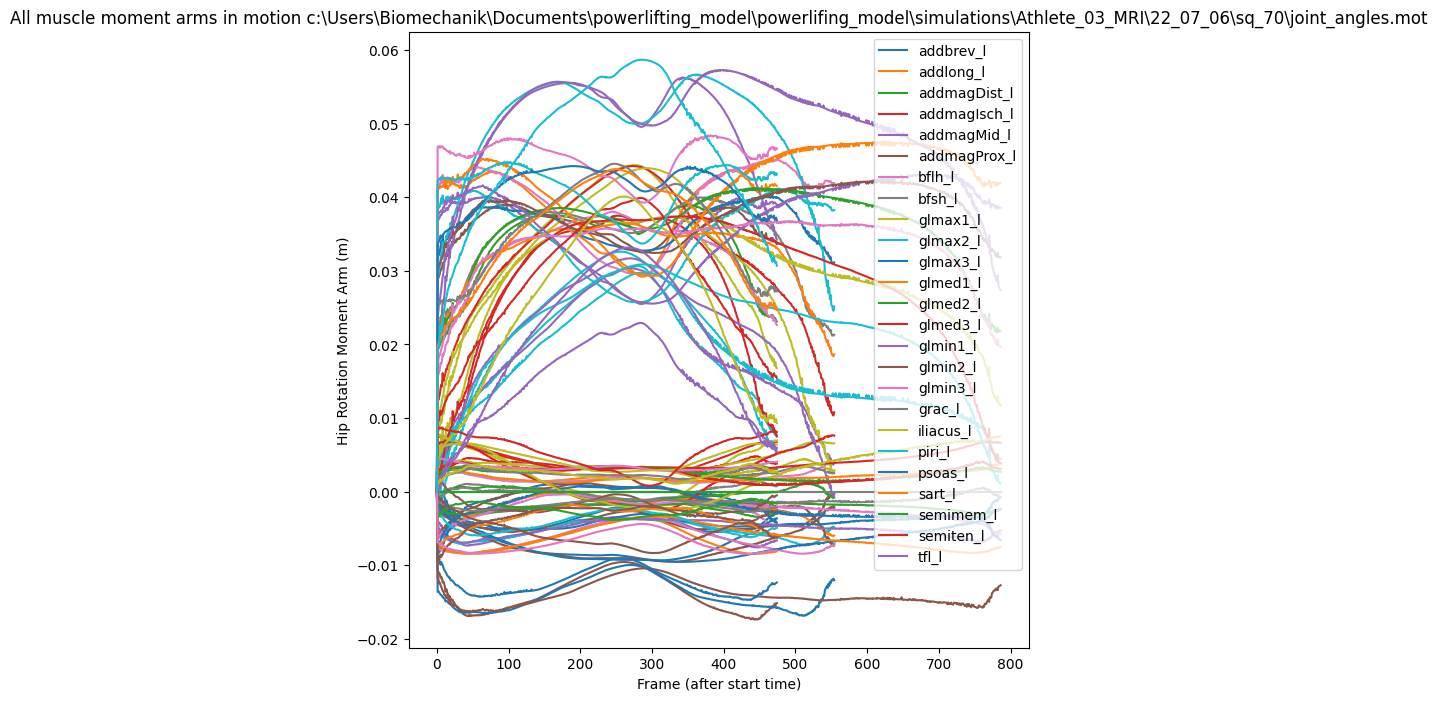 All muscle moment arms in motion c:\Users\Biomechanik\Documents\powerlifting_model\powerlifing_model\simulations\Athlete_03_MRI\22_07_06\sq_70\joint_angles.mot
0.06
0.05
0.04
0.03
0.02
0.01
0.00
−0.01
−0.02
Hip Rotation Moment Arm (m)
addbrev_l
addlong_l
addmagDist_l
addmagIsch_l
addmagMid_l
addmagProx_l
bflh_l
bfsh_l
glmax1_l
glmax2_l
glmax3_l
glmed1_l
glmed2_l
glmed3_l
glmin1_l
glmin2_l
glmin3_l
grac_l
iliacus_l
piri_l
psoas_l
sart_l
semimem_l
semiten_l
tfl_l
0 100 200 300 400 500 600 700 800
Frame (after start time)